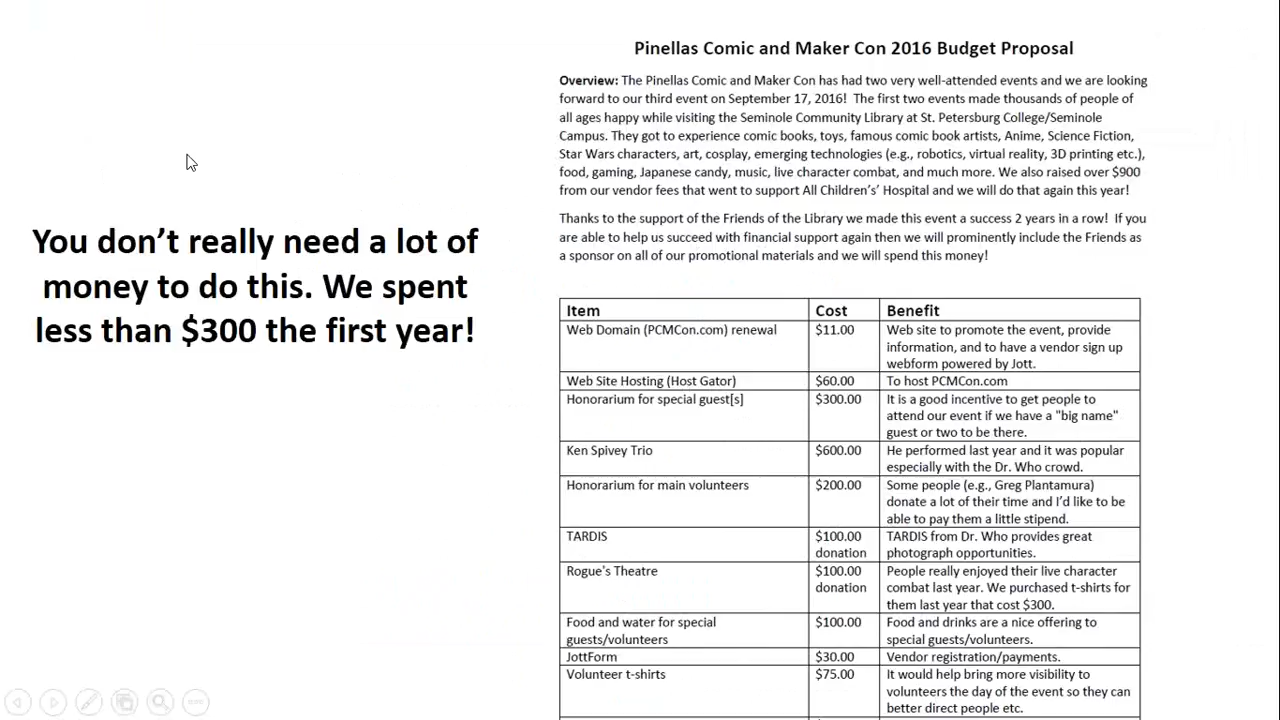 You don’t really need a lot of
money to do this. We spent
less than $300 the first year!
Pinellas Comic and Maker Con 2016 Budget Proposal
Overview: The Pinellas Comic and Maker Con has had two very well-attended events and we are looking
forward to our third event on September 17, 2016!  The first two events made thousands of people of
all ages happy while visiting the Seminole Community Library at St. Petersburg College/Seminole
Campus. They got to experience comic books, toys, famous comic book artists, Anime, Science Fiction,
Star Wars characters, art, cosplay, emerging technologies (e.g., robotics, virtual reality, 3D printing etc.),
food, gaming, Japanese candy, music, live character combat, and much more. We also raised over $900
from our vendor fees that went to support All Children’s’ Hospital and we will do that again this year!
Thanks to the support of the Friends of the Library we made this event a success 2 years in a row!  If you
are able to help us succeed with financial support again then we will prominently include the Friends as
a sponsor on all of our promotional materials and we will spend this money!
Item Cost Benefit
Web Domain (PCMCon.com) renewal $11.00 Web site to promote the event, provide
information, and to have a vendor sign up
webform powered by Jott.
Web Site Hosting (Host Gator) $60.00 To host PCMCon.com
Honorarium for special guest[s] $300.00 It is a good incentive to get people to
attend our event if we have a "big name"
guest or two to be there.
Ken Spivey Trio $600.00 He performed last year and it was popular
especially with the Dr. Who crowd.
Honorarium for main volunteers $200.00 Some people (e.g., Greg Plantamura)
donate a lot of their time and I’d like to be
able to pay them a little stipend.
TARDIS $100.00 TARDIS from Dr. Who provides great
donation photograph opportunities.
Rogue’s Theatre $100.00 People really enjoyed their live character
donation combat last year. We purchased t-shirts for
them last year that cost $300.
Food and water for special $100.00 Food and drinks are a nice offering to
guests/volunteers special guests/volunteers.
JottForm $30.00 Vendor registration/payments.
Volunteer t-shirts $75.00 It would help bring more visibility to
volunteers the day of the event so they can
better direct people etc.